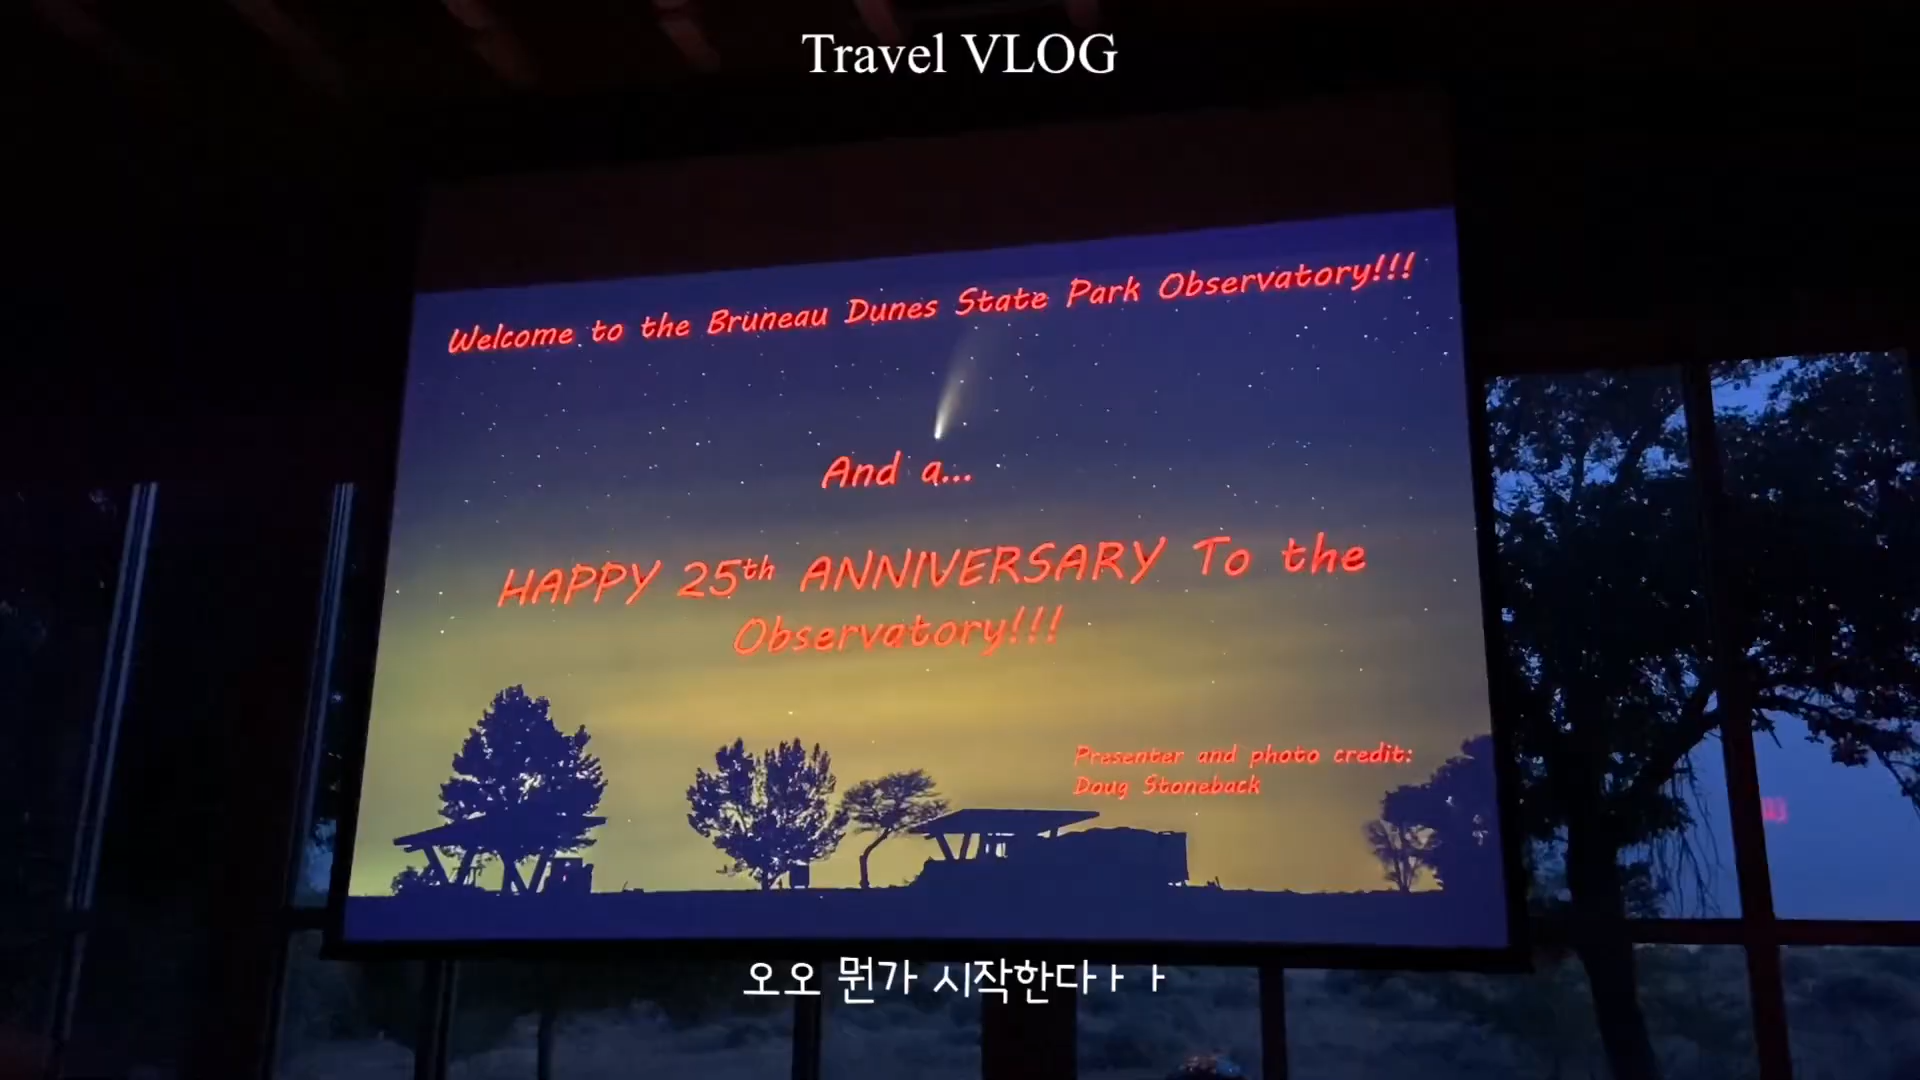 Travel VLOG
Welcome to the Bruneau Dunes State Park Observatory!!!
And a...
HAPPY 25th ANNIVERSARY To the
Observatory!!!
Presenter and photo credit:
Doug Stoneback
오오 뭔가 시작한다ㅏㅏ